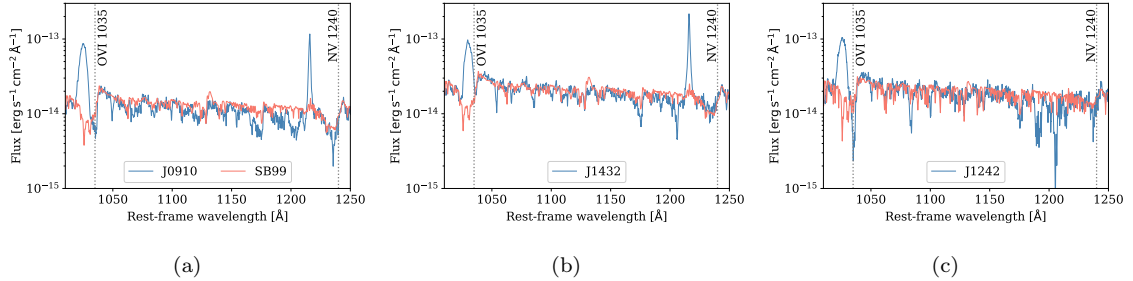 OVI 1035
NV 1240
10⁻¹³
10⁻¹⁴
10⁻¹⁵
Flux [erg s⁻¹ cm⁻² Å⁻¹]
J0910 SB99
1050 1100 1150 1200 1250
Rest-frame wavelength [Å]
(a)
OVI 1035
NV 1240
10⁻¹³
10⁻¹⁴
10⁻¹⁵
Flux [erg s⁻¹ cm⁻² Å⁻¹]
J1432
1050 1100 1150 1200 1250
Rest-frame wavelength [Å]
(b)
OVI 1035
NV 1240
10⁻¹³
10⁻¹⁴
10⁻¹⁵
Flux [erg s⁻¹ cm⁻² Å⁻¹]
J1242
1050 1100 1150 1200 1250
Rest-frame wavelength [Å]
(c)